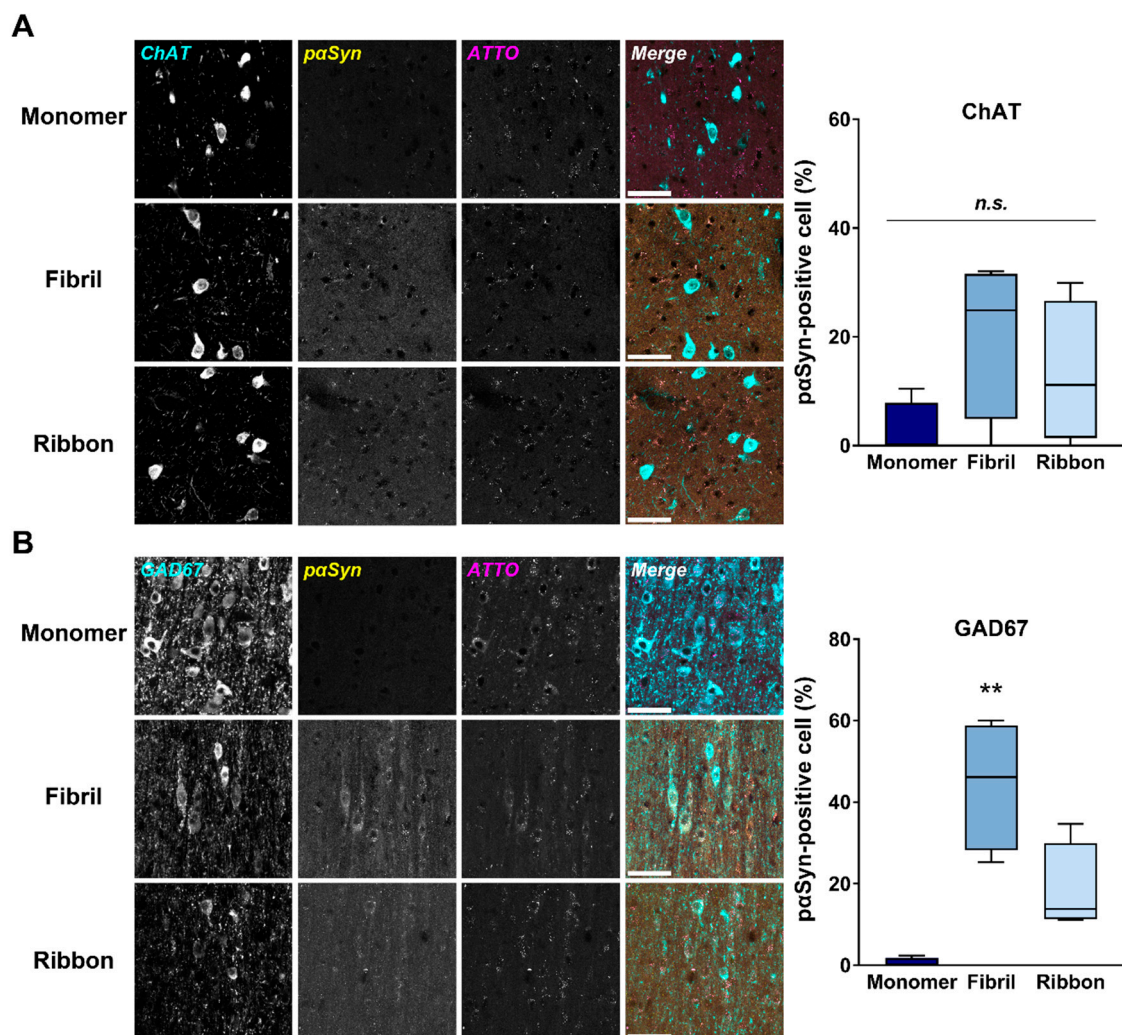 A
ChAT
pαSyn
ATTO
Merge
Monomer
Fibril
Ribbon
ChAT
pαSyn-positive cell (%)
60
40
20
0
n.s.
Monomer
Fibril
Ribbon
B
GAD67
pαSyn
ATTO
Merge
Monomer
Fibril
Ribbon
GAD67
pαSyn-positive cell (%)
80
60
40
20
0
**
Monomer
Fibril
Ribbon